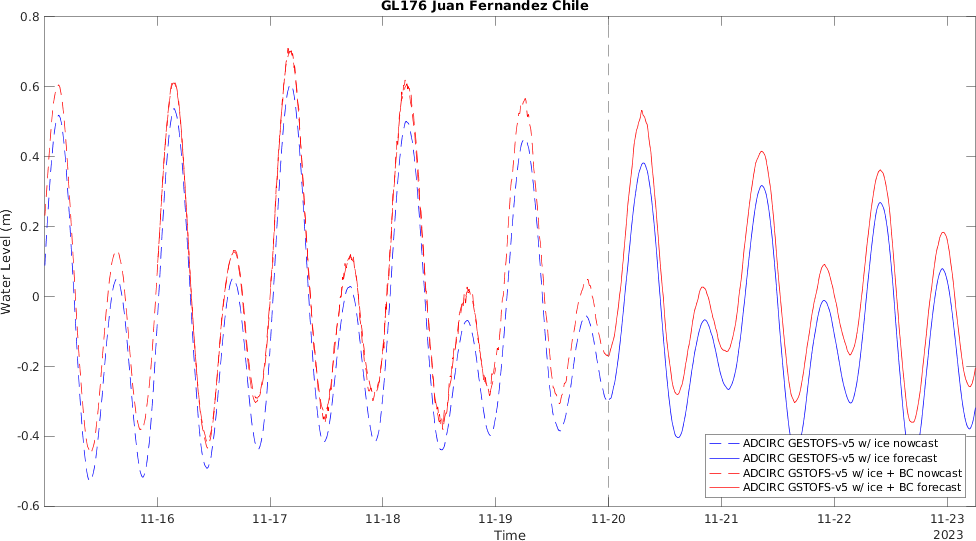 GL176 Juan Fernandez Chile
0.8
0.6
0.4
0.2
0
-0.2
-0.4
-0.6
Water Level (m)
11-16
11-17
11-18
11-19
11-20
11-21
11-22
11-23
2023
Time
ADCIRC GESTOFS-v5 w/ ice nowcast
ADCIRC GESTOFS-v5 w/ ice forecast
ADCIRC GSTOFS-v5 w/ ice + BC nowcast
ADCIRC GSTOFS-v5 w/ ice + BC forecast